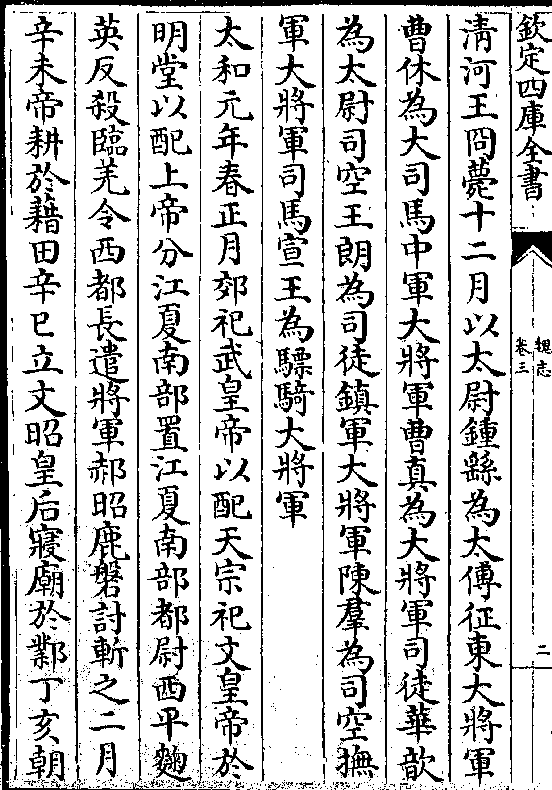 欽定四庫全書
魏志
卷三
二
淸河王冏薨十二月以太尉鍾繇為太傅征東大將軍
曹休為大司馬中軍大將軍曹真為大將軍司徒華歆
為太尉司空王朗為司徒鎮軍大將軍陳羣為司空撫
軍大將軍司馬宣王為驃騎大將軍
太和元年春正月郊祀武皇帝以配天宗祀文皇帝於
明堂以配上帝分江夏南部置江夏南部都尉西平麴
英反殺臨羌令西都長遣將軍郝昭鹿磐討斬之二月
辛未帝耕於藉田辛巳立文昭皇后寢廟於鄴丁亥朝